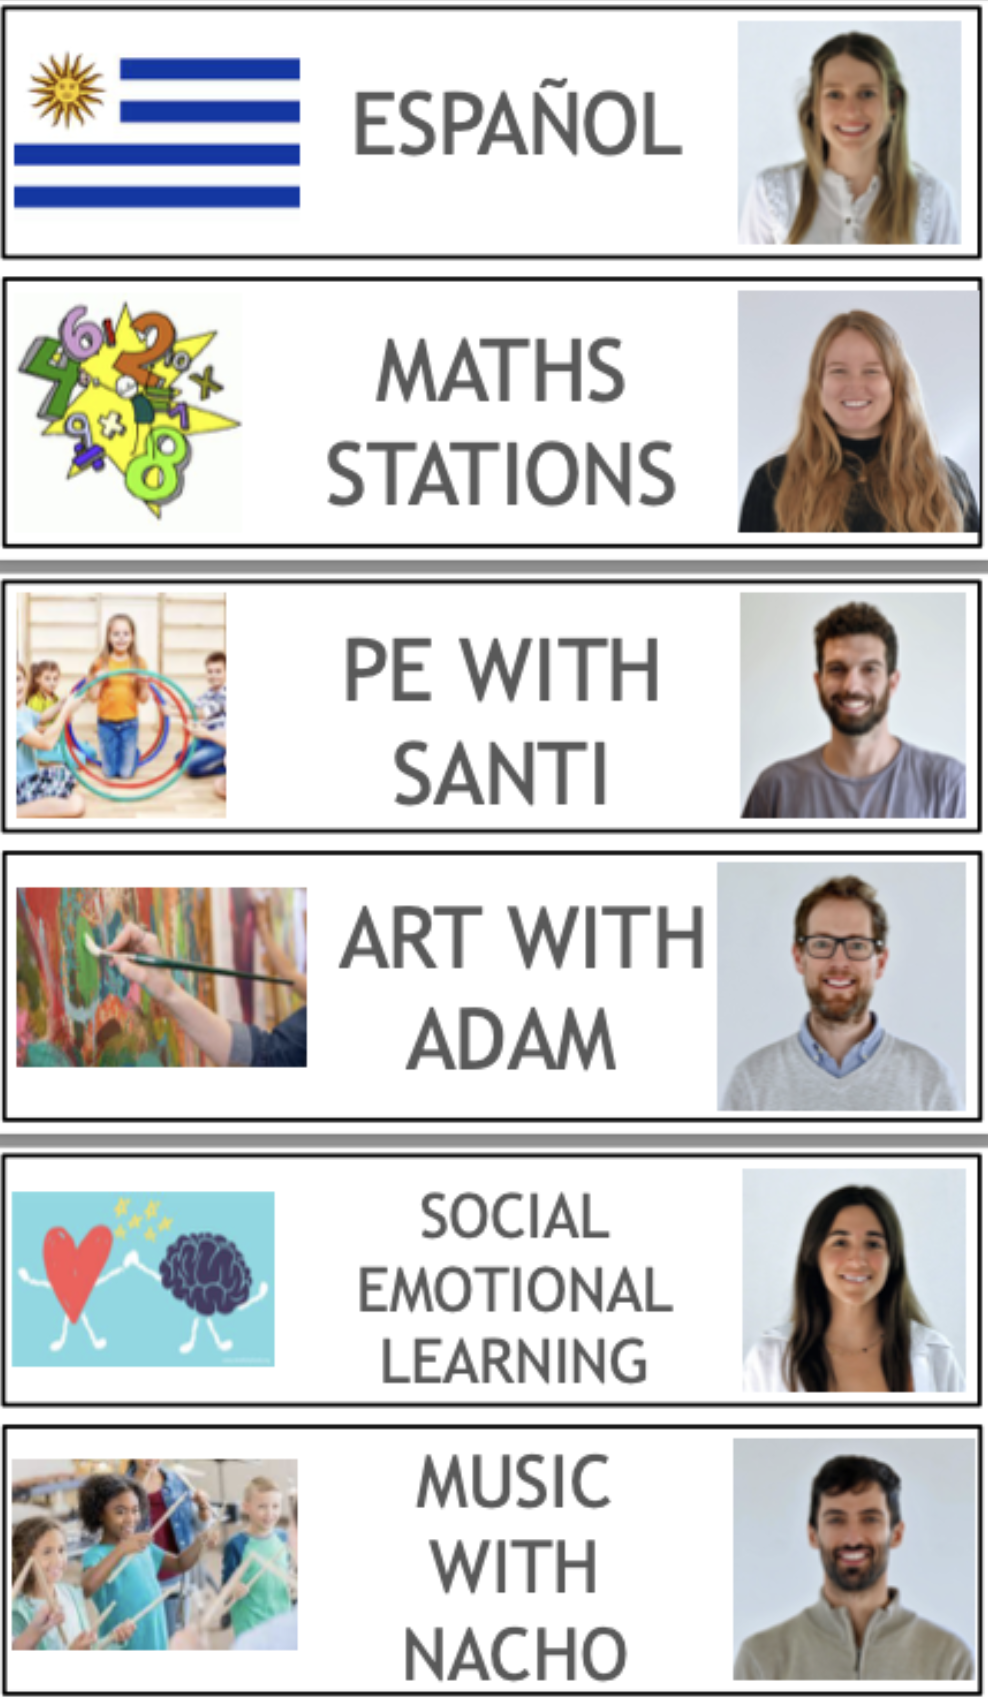 ESPAÑOL
MATHS
STATIONS
PE WITH
SANTI
ART WITH
ADAM
SOCIAL
EMOTIONAL
LEARNING
MUSIC
WITH
NACHO